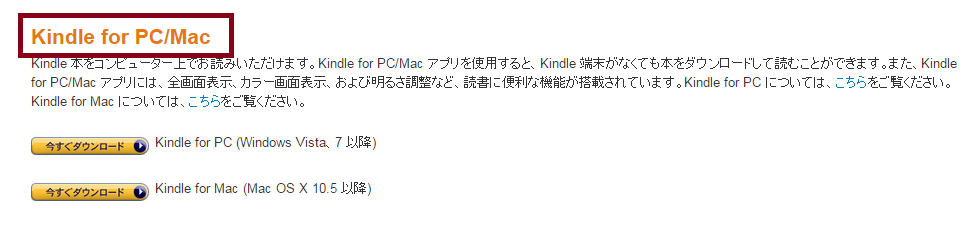 Kindle for PC/Mac
Kindle 本をコンピューター上でお読みいただけます。Kindle for PC/Mac アプリを使用すると、Kindle 端末がなくても本をダウンロードして読むことができます。また、Kindle
for PC/Mac アプリには、全画面表示、カラー画面表示、および明るさ調整など、読書に便利な機能が搭載されています。Kindle for PC については、こちらをご覧ください。
Kindle for Mac については、こちらをご覧ください。
今すぐダウンロード Kindle for PC (Windows Vista、7 以降)
今すぐダウンロード Kindle for Mac (Mac OS X 10.5 以降)